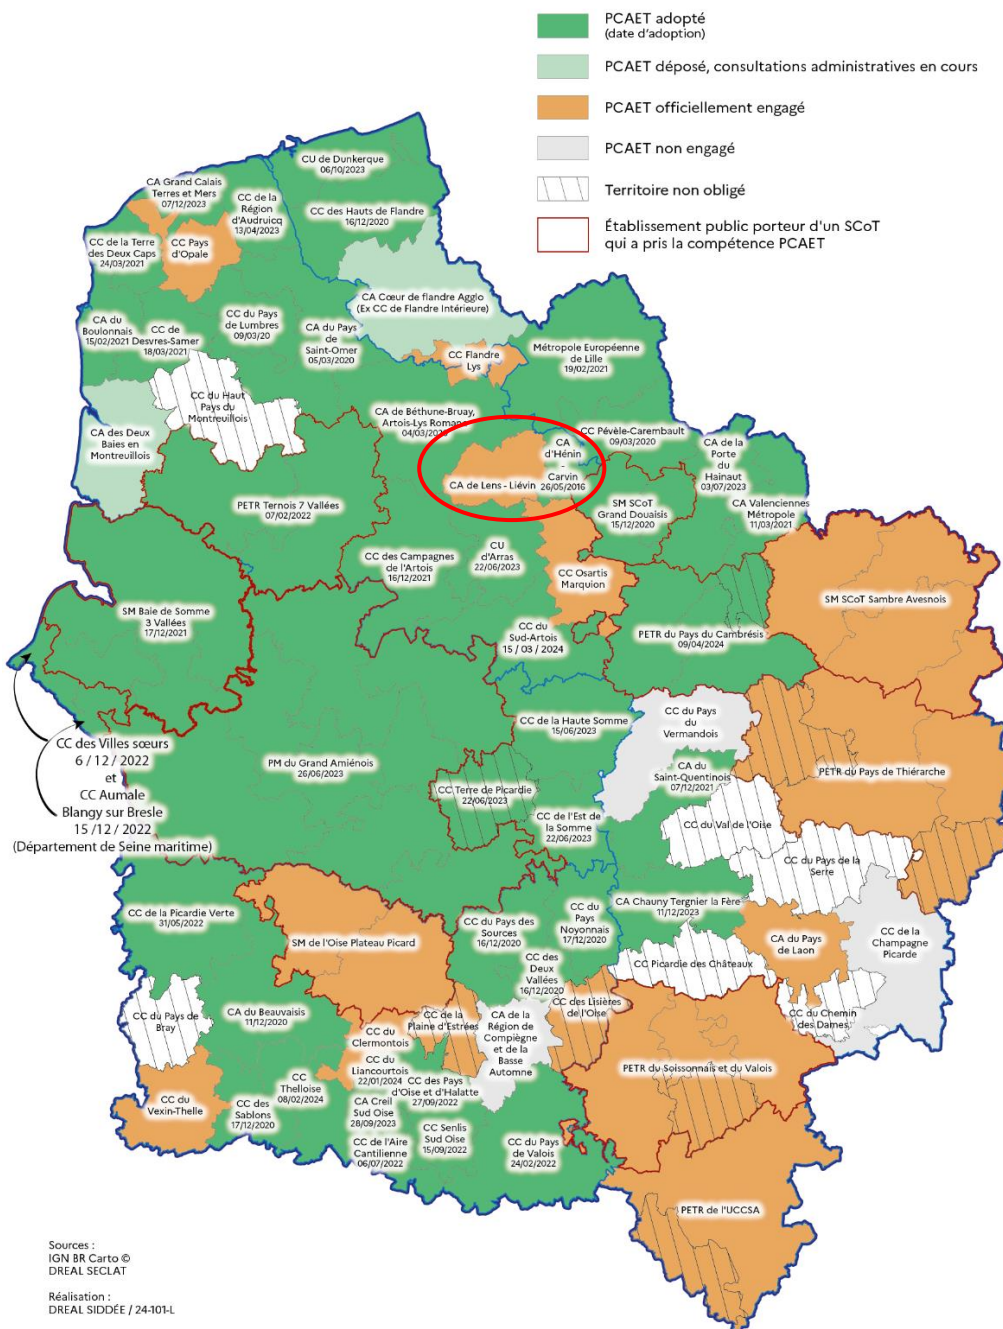 PCAET adopté
(date d'adoption)
PCAET déposé, consultations administratives en cours
PCAET officiellement engagé
PCAET non engagé
Territoire non obligé
Établissement public porteur d'un SCoT
qui a pris la compétence PCAET
CU de Dunkerque
06/10/2023
CA Grand Calais
Terres et Mers
07/12/2023
CC de la
Région
d'Audruicq
13/04/2023
CC des Hauts de Flandre
16/12/2020
CC de la Terre
des Deux Caps
24/03/2021
CC Pays
d'Opale
CA Cœur de flandre Agglo
(Ex CC de Flandre Intérieure)
CA du
Boulonnais
15/02/2021
CC de
Desvres-Samer
18/03/2021
CC du Pays
de Lumbres
09/03/20
CA du Pays
de
Saint-Omer
05/03/2020
CC Flandre
Lys
Métropole Européenne
de Lille
19/02/2021
CC du Haut
Pays du
Montreuillois
CA des Deux
Baies en
Montreuillois
CA de Béthune-Bruay,
Artois-Lys Romane
04/03/2020
CC Pévèle-Carembault
09/03/2020
CA
d'Hénin
-
Carvin
26/05/2016
CA de Lens - Liévin
CA de la
Porte
du
Hainaut
03/07/2023
CA Valenciennes
Métropole
11/03/2021
PETR Ternois 7 Vallées
07/02/2022
SM SCoT
Grand Douaisis
15/12/2020
CC des Campagnes
de l'Artois
16/12/2021
CU
d'Arras
22/06/2023
CC Osartis
Marquion
SM SCoT Sambre Avesnois
SM Baie de Somme
3 Vallées
17/12/2021
CC du
Sud-Artois
15 / 03 / 2024
PETR du Pays du Cambrésis
09/04/2024
CC des Villes sœurs
6 / 12 / 2022
et
CC Aumale
Blangy sur Bresle
15 /12 / 2022
(Département de Seine maritime)
PM du Grand Amiénois
26/06/2023
CC de la Haute Somme
15/06/2023
CC du Pays
du
Vermandois
CA du
Saint-Quentinois
07/12/2021
PETR du Pays de Thiérarche
CC Terre de Picardie
22/06/2023
CC de l'Est de
la Somme
22/06/2023
CC du Val de l'Oise
CC du Pays de la
Serre
CC de la Picardie Verte
31/05/2022
SM de l'Oise Plateau Picard
CC du Pays des
Sources
16/12/2020
CC du
Pays
Noyonnais
17/12/2020
CA Chauny Tergnier la Fère
11/12/2023
CA du Pays
de Laon
CC de la
Champagne
Picarde
CC des
Deux
Vallées
16/12/2020
CC Picardie des Châteaux
CC du Pays de
Bray
CA du Beauvaisis
11/12/2020
CC de la
Plaine d'Estrées
CA de la
Région de
Compiègne
et de la
Basse
Automne
CC des Lisières
de l'Oise
CC du Chemin
des Dames
CC du
Clermontois
CC du
Liancourtois
22/01/2024
CC
Thelloise
08/02/2024
CC des Pays
d'Oise et d'Halatte
27/09/2022
PETR du Soissonnais et du Valois
CC du
Vexin-Thelle
CC des
Sablons
17/12/2020
CA Creil
Sud Oise
28/09/2023
CC Senlis
Sud Oise
15/09/2022
CC de l'Aire
Cantilienne
06/07/2022
CC du Pays
de Valois
24/02/2022
PETR de l'UCCSA
Sources :
IGN BR Carto ©
DREAL SECLAT
Réalisation :
DREAL SIDDÉE / 24-101-L